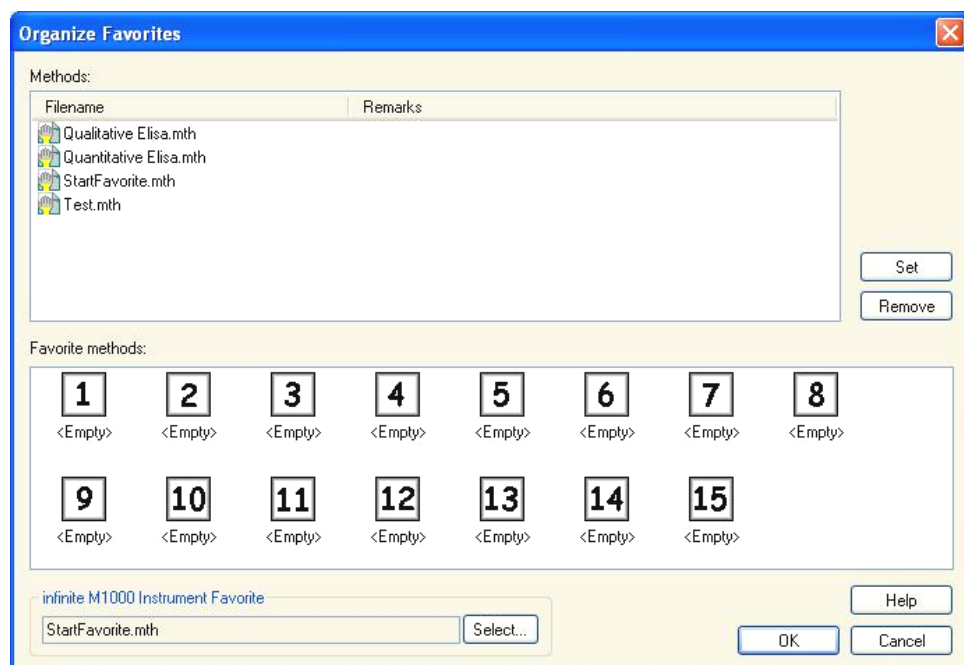 Organize Favorites
Methods:
Filename Remarks
Qualitative Elisa.mth
Quantitative Elisa.mth
StartFavorite.mth
Test.mth
Set
Remove
Favorite methods:
1 2 3 4 5 6 7 8
<Empty> <Empty> <Empty> <Empty> <Empty> <Empty> <Empty> <Empty>
9 10 11 12 13 14 15
<Empty> <Empty> <Empty> <Empty> <Empty> <Empty> <Empty>
infinite M1000 Instrument Favorite
StartFavorite.mth Select...
Help
OK Cancel